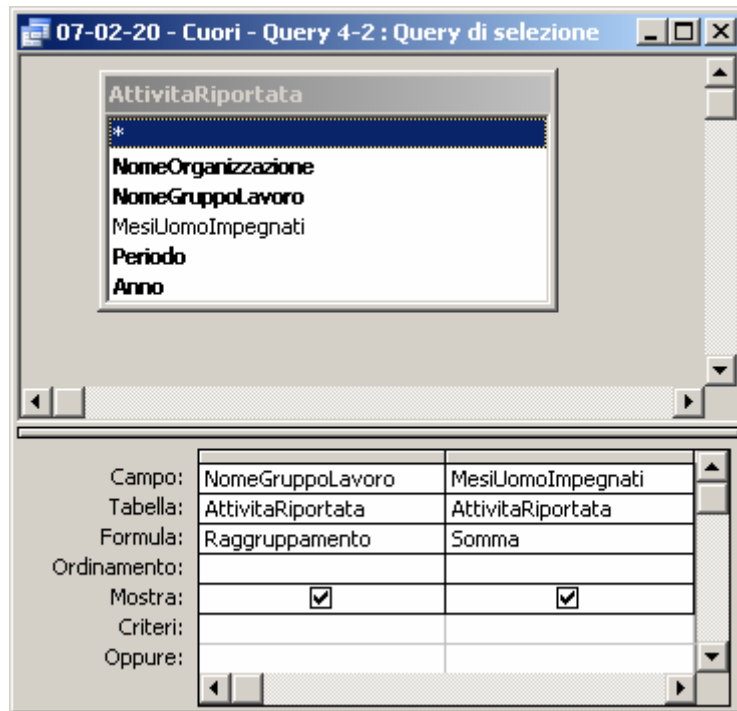 07-02-20 - Cuori - Query 4-2 : Query di selezione
AttivitaRiportata
*
NomeOrganizzazione
NomeGruppoLavoro
MesiUomoImpegnati
Periodo
Anno
Campo: NomeGruppoLavoro MesiUomoImpegnati
Tabella: AttivitaRiportata AttivitaRiportata
Formula: Raggruppamento Somma
Ordinamento:
Mostra:
Criteri:
Oppure: